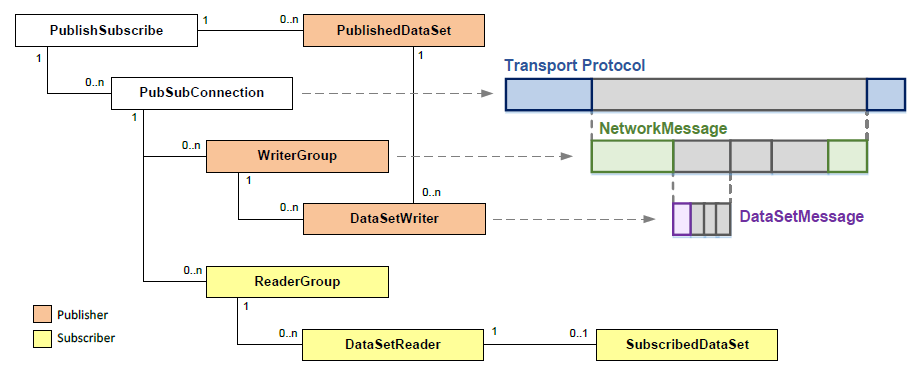 PublishSubscribe
1
0..n
PublishedDataSet
1
1
Transport Protocol
0..n
PubSubConnection
1
NetworkMessage
0..n
WriterGroup
1
0..n
0..n
DataSetWriter
DataSetMessage
0..n
ReaderGroup
1
Publisher
Subscriber
0..n
DataSetReader
1
0..1
SubscribedDataSet